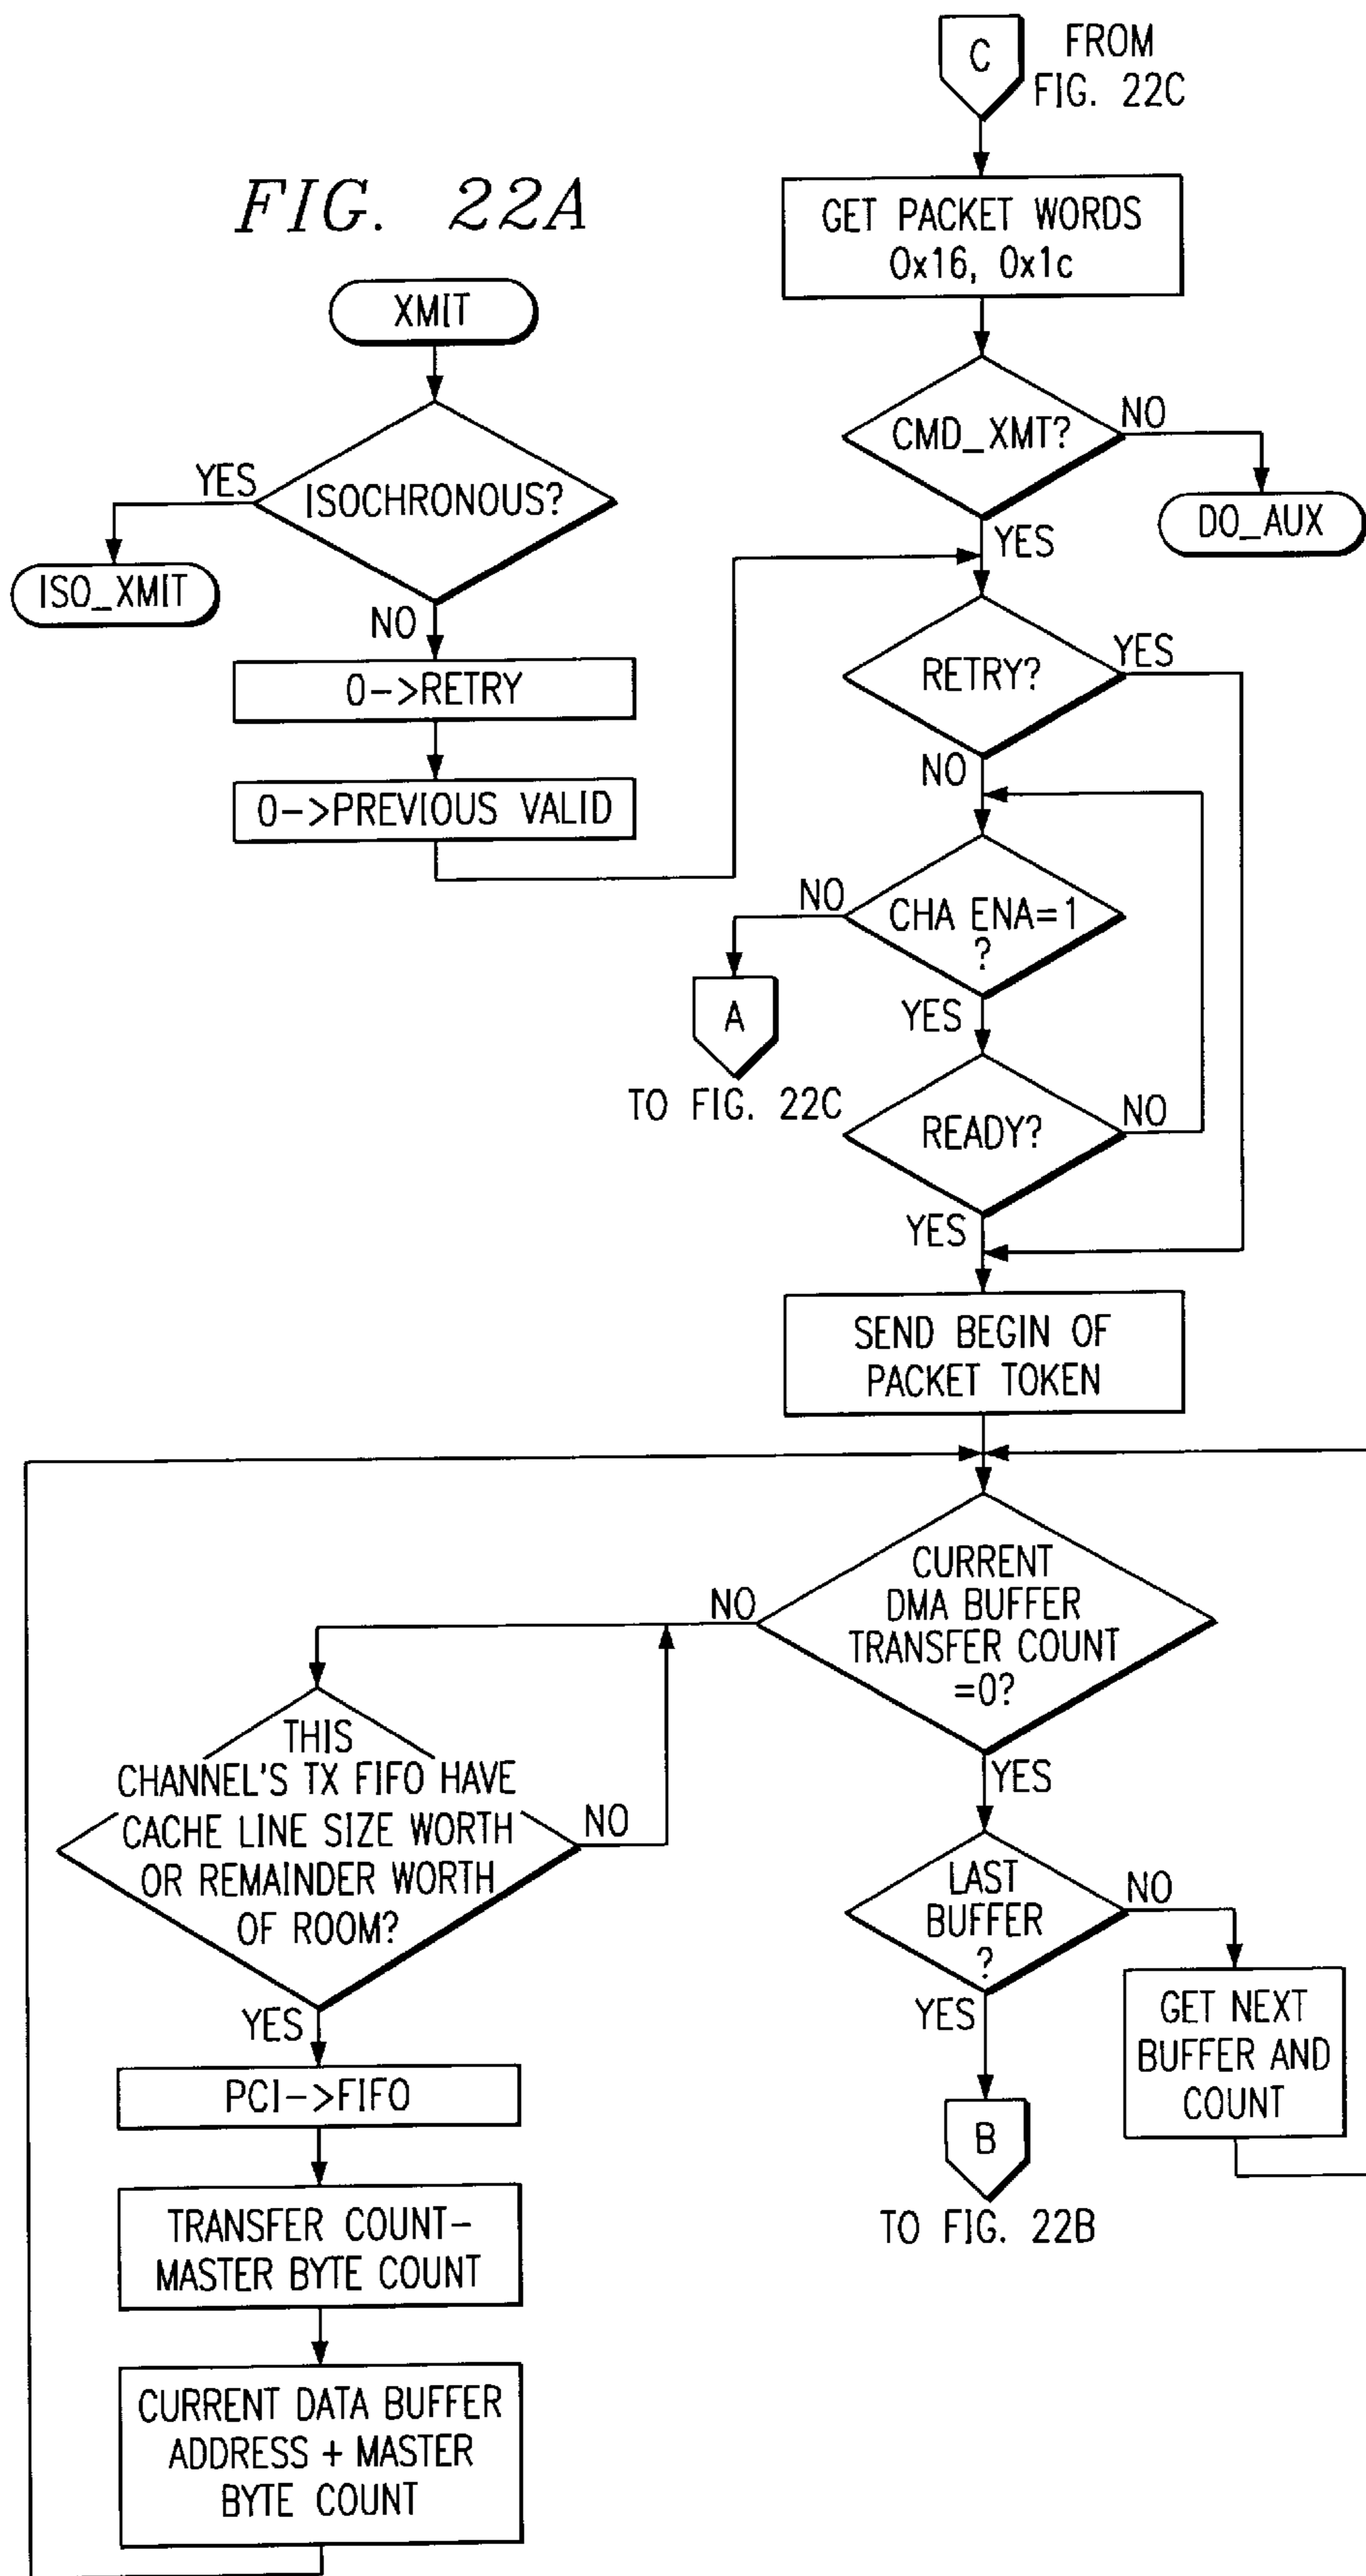 C
FROM
FIG. 22C
FIG. 22A
GET PACKET WORDS
0x16, 0x1c
XMIT
CMD_XMT?
NO
DO_AUX
YES
ISOCHRONOUS?
YES
ISO_XMIT
NO
0->RETRY
0->PREVIOUS VALID
RETRY?
YES
NO
CHA ENA=1
?
NO
A
TO FIG. 22C
YES
READY?
NO
YES
SEND BEGIN OF
PACKET TOKEN
CURRENT
DMA BUFFER
TRANSFER COUNT
=0?
NO
YES
THIS
CHANNEL'S TX FIFO HAVE
CACHE LINE SIZE WORTH
OR REMAINDER WORTH
OF ROOM?
NO
YES
PCI->FIFO
TRANSFER COUNT-
MASTER BYTE COUNT
CURRENT DATA BUFFER
ADDRESS + MASTER
BYTE COUNT
LAST
BUFFER
?
NO
YES
GET NEXT
BUFFER AND
COUNT
B
TO FIG. 22B